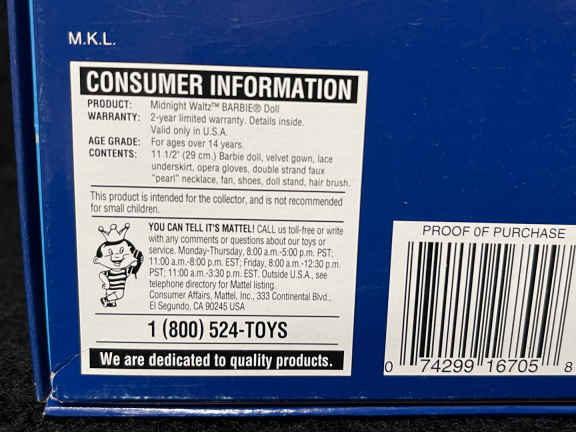 M.K.L.
CONSUMER INFORMATION
PRODUCT: Midnight Waltz™ BARBIE® Doll
WARRANTY: 2-year limited warranty. Details inside.
Valid only in U.S.A.
AGE GRADE: For ages over 14 years.
CONTENTS: 11 1/2" (29 cm.) Barbie doll, velvet gown, lace
underskirt, opera gloves, double strand faux
"pearl" necklace, fan, shoes, doll stand, hair brush.
This product is intended for the collector, and is not recommended
for small children.
YOU CAN TELL IT'S MATTEL! CALL us toll-free or write
with any comments or questions about our toys or
service. Monday-Thursday, 8:00 a.m.-5:00 p.m. PST;
11:00 a.m.-8:00 p.m. EST; Friday, 8:00 a.m.-12:30 p.m.
PST; 11:00 a.m.-3:30 p.m. EST. Outside U.S.A., see
telephone directory for Mattel listing.
Consumer Affairs, Mattel, Inc., 333 Continental Blvd.,
El Segundo, CA 90245 USA
1 (800) 524-TOYS
We are dedicated to quality products.
PROOF OF PURCHASE
0 74299 16705 8